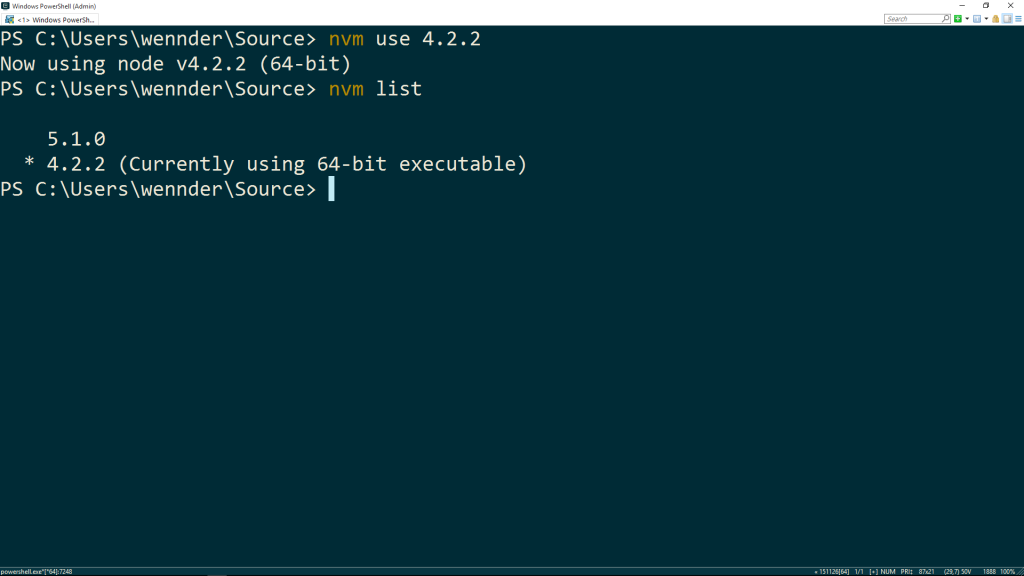 Windows PowerShell (Admin)
<1> Windows PowerSh...
Search
PS C:\Users\wennder\Source> nvm use 4.2.2
Now using node v4.2.2 (64-bit)
PS C:\Users\wennder\Source> nvm list
5.1.0
* 4.2.2 (Currently using 64-bit executable)
PS C:\Users\wennder\Source>
powershell.exe*[*64]:7248
« 151126[64] 1/1 [+] NUM PRI: 87x21 (29,7) 50V 1888 100%